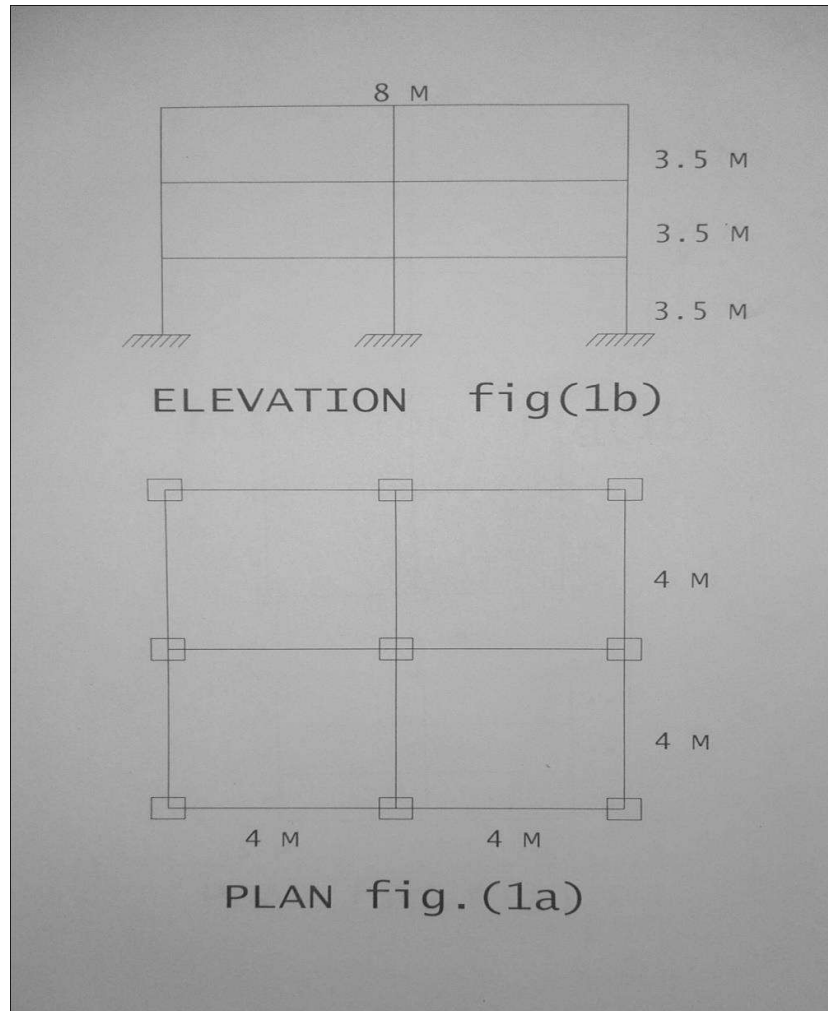 8 M
3.5 M
3.5 M
3.5 M
ELEVATION fig(1b)
4 M
4 M
4 M 4 M
PLAN fig.(1a)